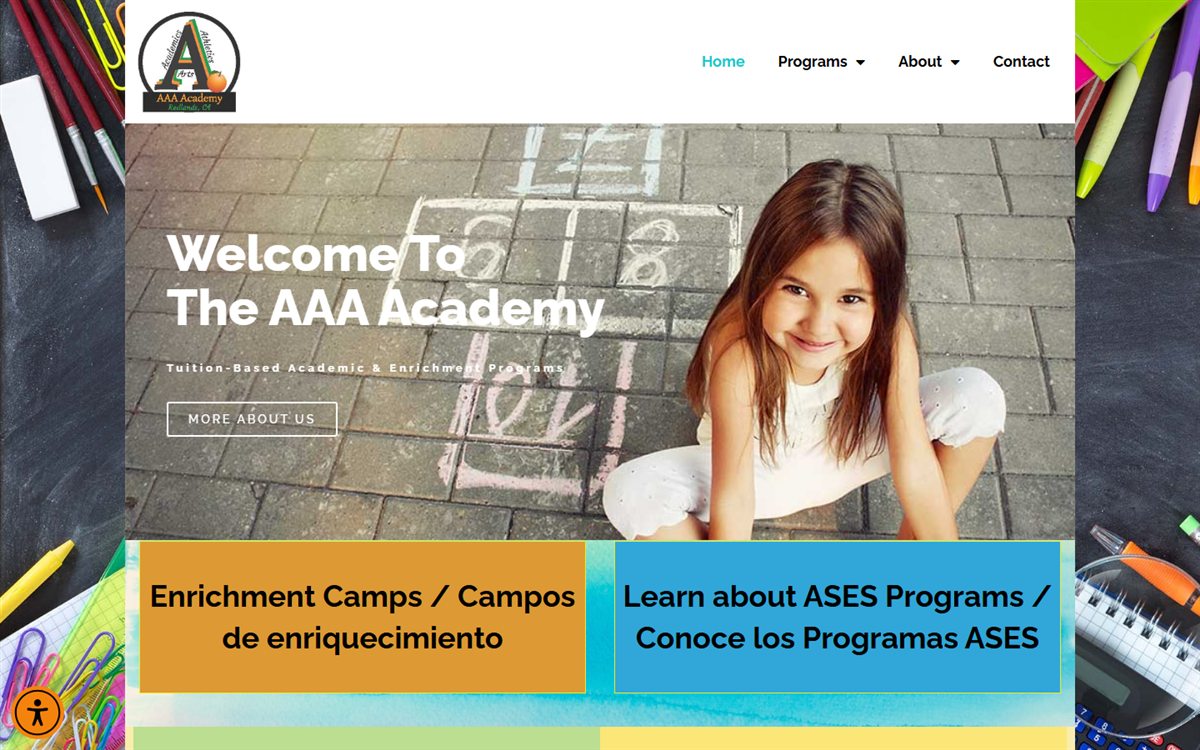 Academics
Athletics
Arts
AAA Academy
Redlands, CA
Home
Programs
About
Contact
Welcome To
The AAA Academy
Tuition-Based Academic & Enrichment Programs
MORE ABOUT US
Enrichment Camps / Campos
de enriquecimiento
Learn about ASES Programs /
Conoce los Programas ASES